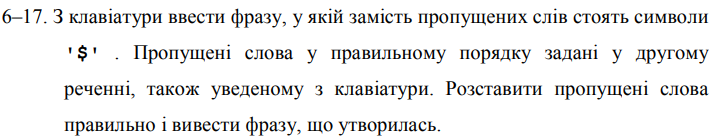 6–17. З клавіатури ввести фразу, у якій замість пропущених слів стоять символи
'$' . Пропущені слова у правильному порядку задані у другому
реченні, також уведеному з клавіатури. Розставити пропущені слова
правильно і вивести фразу, що утворилась.